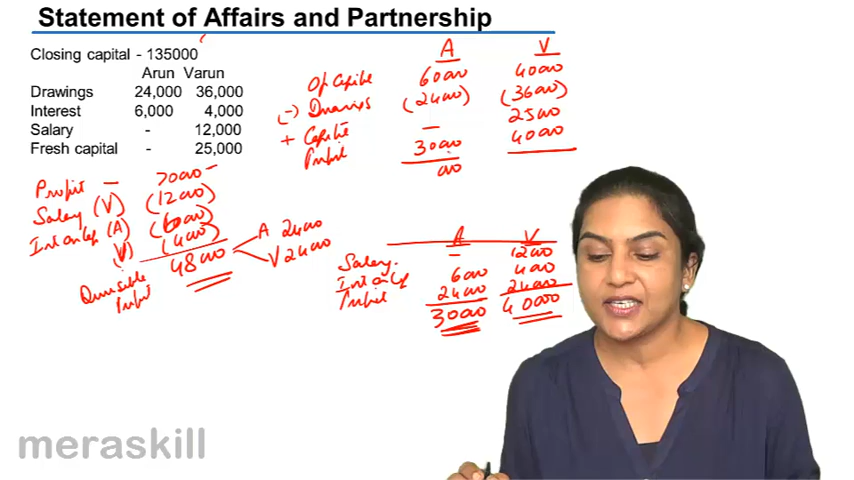 Statement of Affairs and Partnership
Closing capital - 135000
Arun Varun
Drawings 24,000 36,000
Interest 6,000 4,000
Salary - 12,000
Fresh capital - 25,000
A V
Op Capital 60000 40000
(-) Drawings (24000) (36000)
+ Capital - 25000
Profit 30000 40000
00
Profit - 70000
Salary (V) (12000)
Int on Cap (A) (6000)
(V) (4000)
48000
A 24000
V 24000
Divisible
Profit
A V
Salary - 12000
Int on Cap 6000 4000
Profit 24000 24000
30000 40000
meraskill